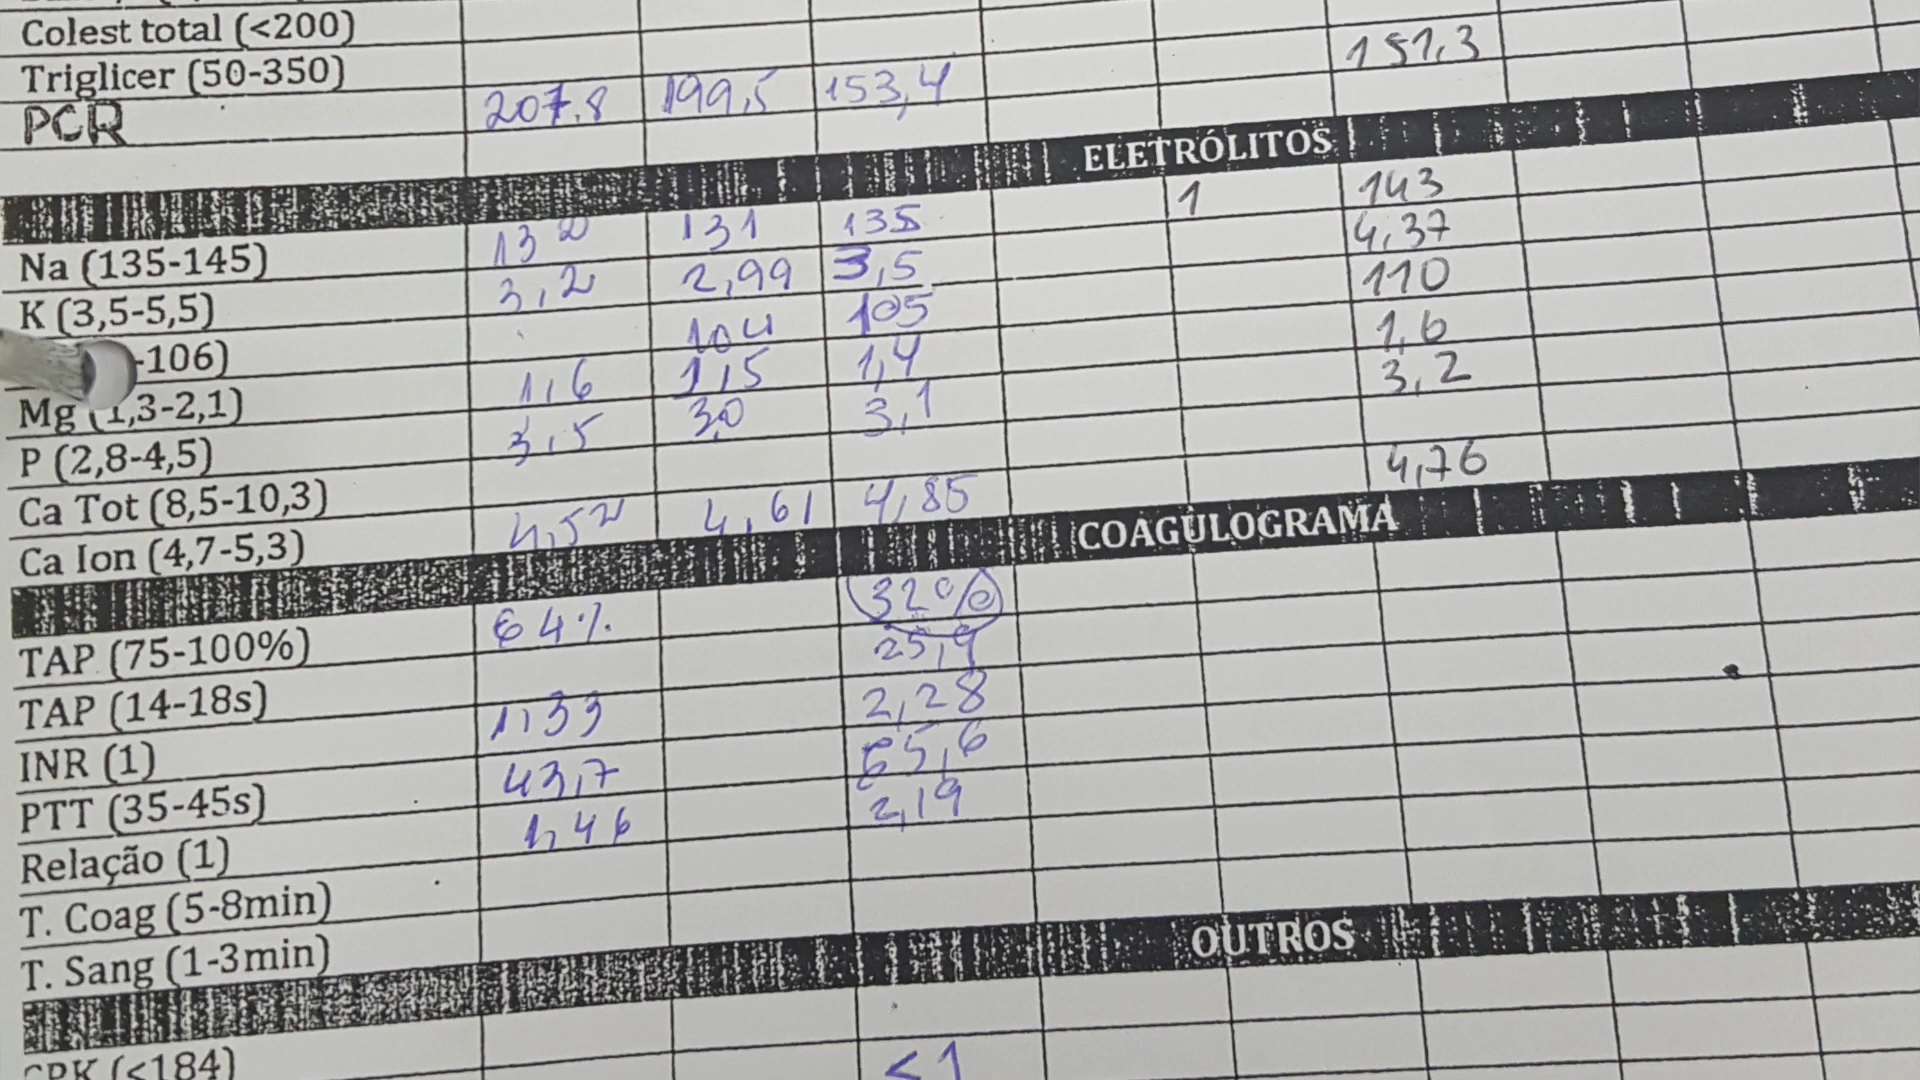 Colest total (<200)
Triglicer (50-350)
PCR 207,8 199,5 153,4 151,3
ELETRÓLITOS
Na (135-145) 132 131 135 1 143
K (3,5-5,5) 3,2 2,99 3,5 4,37
-106) 104 105 110
Mg (1,3-2,1) 1,6 1,5 1,4 1,6
P (2,8-4,5) 3,5 3,0 3,1 3,2
Ca Tot (8,5-10,3)
Ca Ion (4,7-5,3) 4,52 4,61 4,85 4,76
COAGULOGRAMA
TAP (75-100%) 64% 32%
TAP (14-18s) 25,9
INR (1) 1,33 2,28
PTT (35-45s) 43,7 65,6
Relação (1) 1,46 2,19
T. Coag (5-8min)
T. Sang (1-3min)
OUTROS
CPK (<184) <1